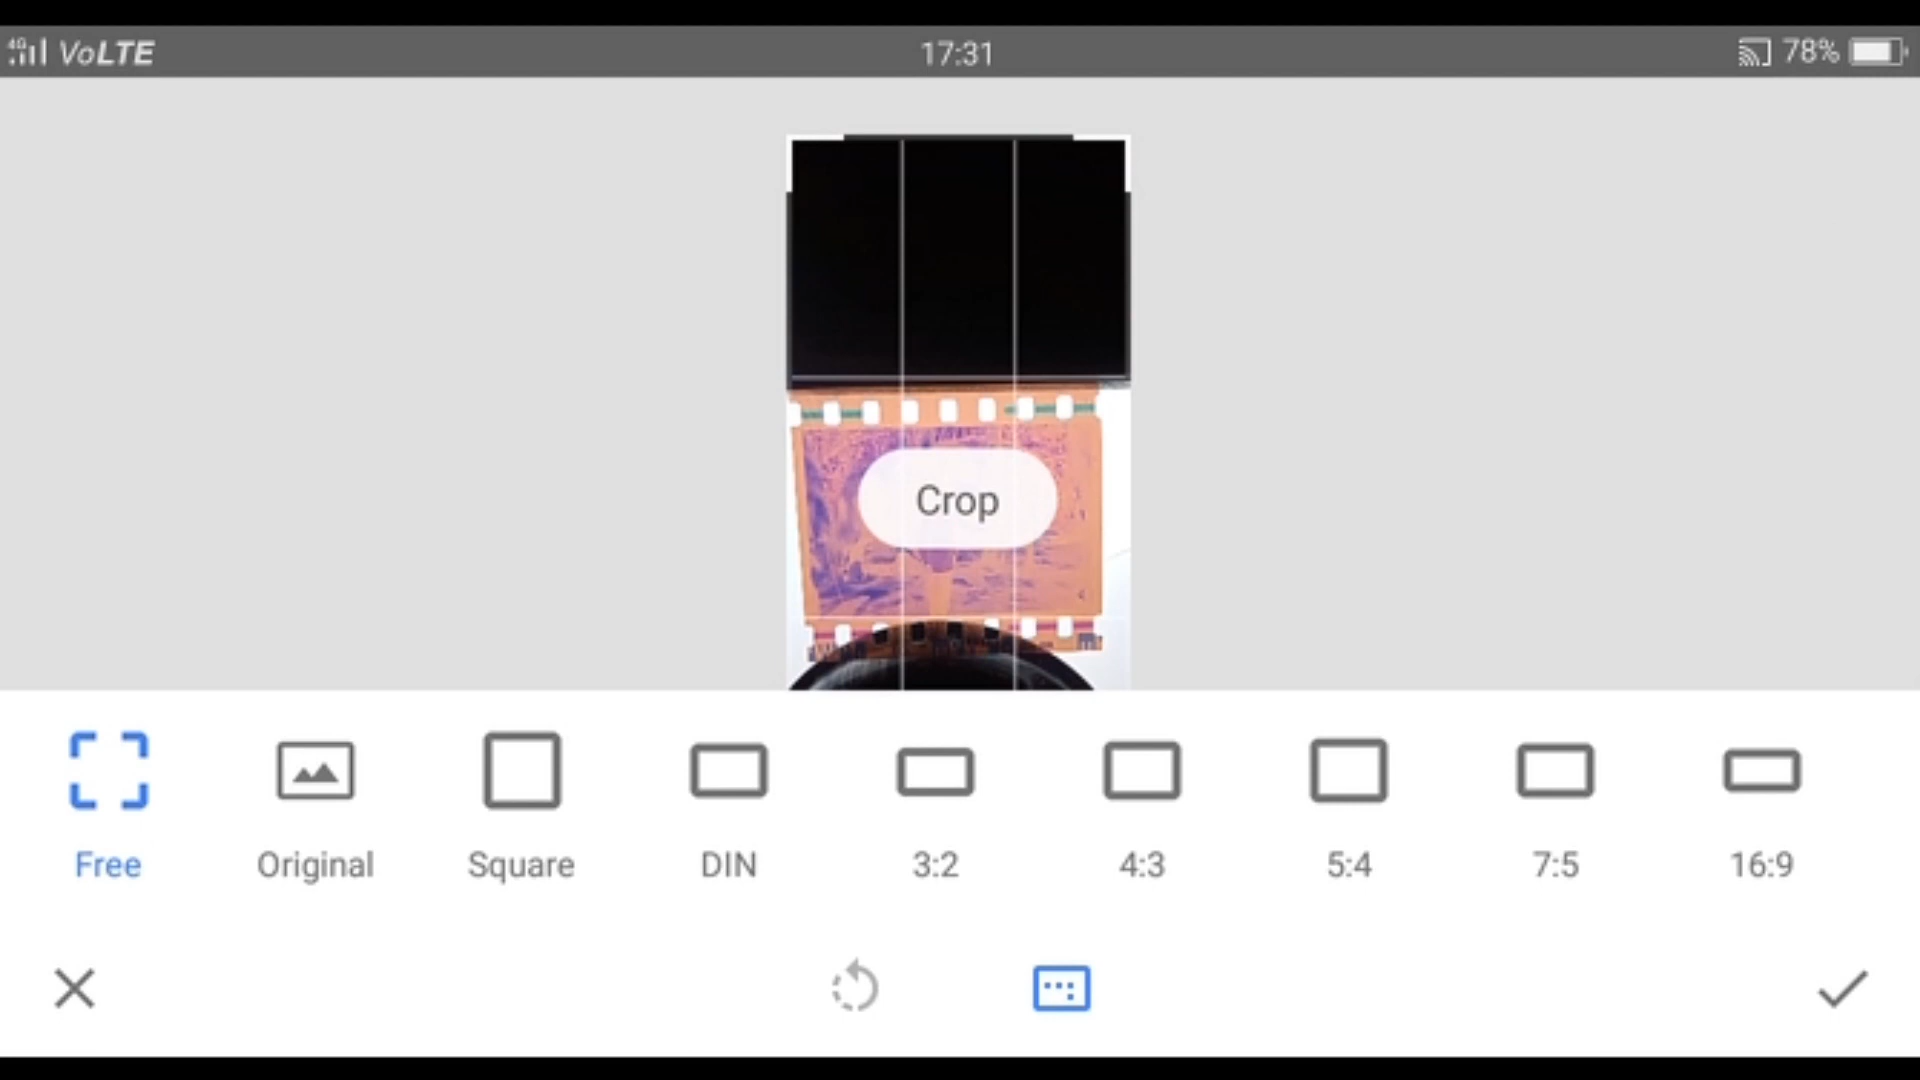 4G VoLTE 17:31 78%
Crop
Free Original Square DIN 3:2 4:3 5:4 7:5 16:9